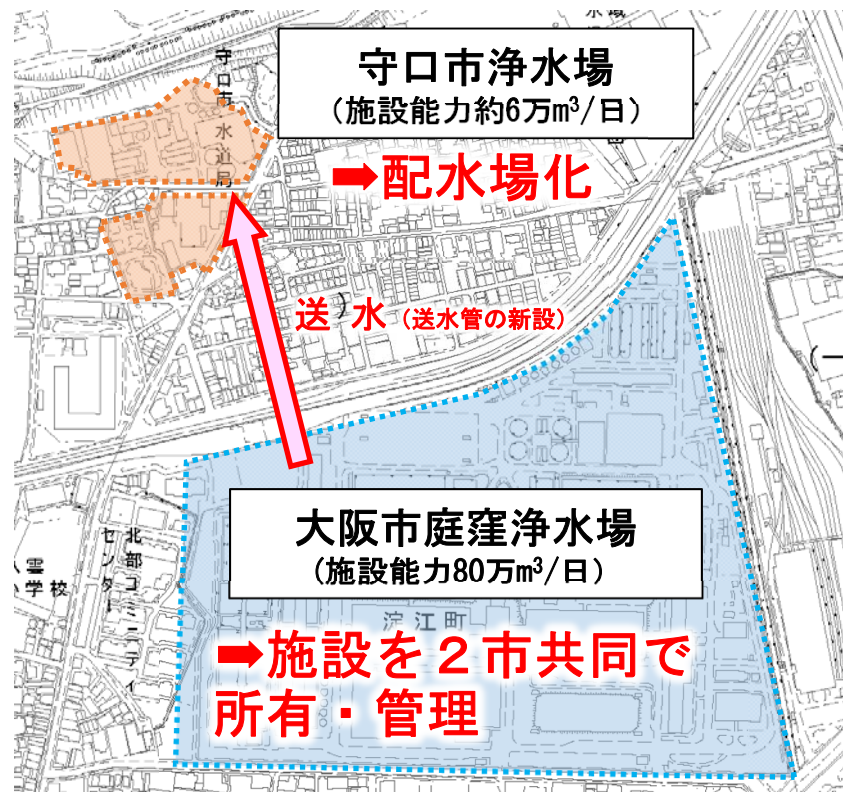 守口市浄水場
(施設能力約6万m³/日)
➡配水場化
守口市水道局
送水（送水管の新設）
大阪市庭窪浄水場
(施設能力80万m³/日)
淀江町
➡施設を２市共同で
所有・管理
北部コミュニティ
センター
八雲
小学校